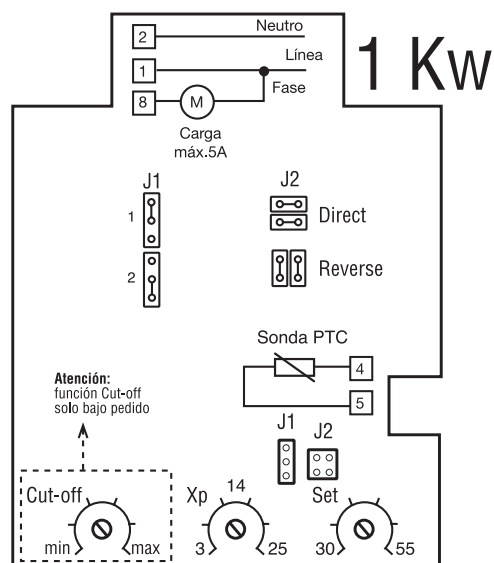 1 Kw
2 Neutro
1 Línea
8 M Fase
Carga
máx.5A
J1
1
2
J2
Direct
Reverse
Sonda PTC
4
5
Atención:
función Cut-off
solo bajo pedido
J1 J2
Cut-off
min max
Xp 14
3 25
Set
30 55